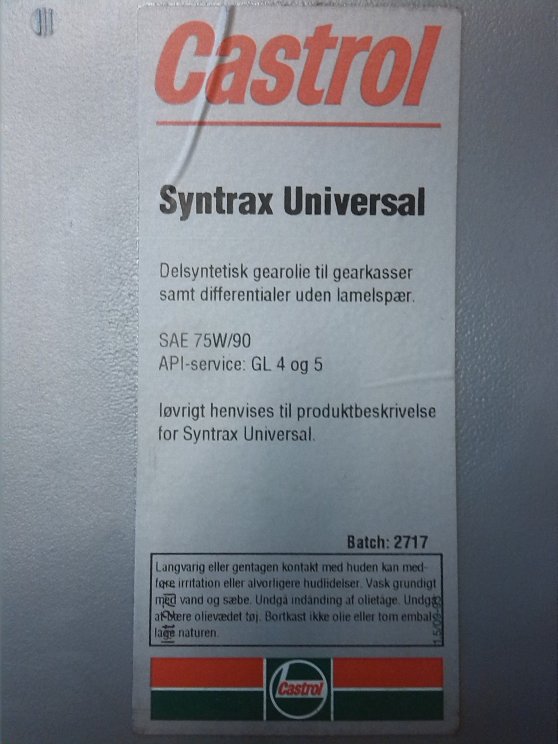 Castrol
Syntrax Universal
Delsyntetisk gearolie til gearkasser
samt differentialer uden lamelspær.
SAE 75W/90
API-service: GL 4 og 5
Iøvrigt henvises til produktbeskrivelse
for Syntrax Universal.
Batch: 2717
Langvarig eller gentagen kontakt med huden kan med-
føre irritation eller alvorligere hudlidelser. Vask grundigt
med vand og sæbe. Undgå indånding af olietåge. Undgå
at bære olievædet tøj. Bortkast ikke olie eller tom embal-
lage i naturen.
Castrol